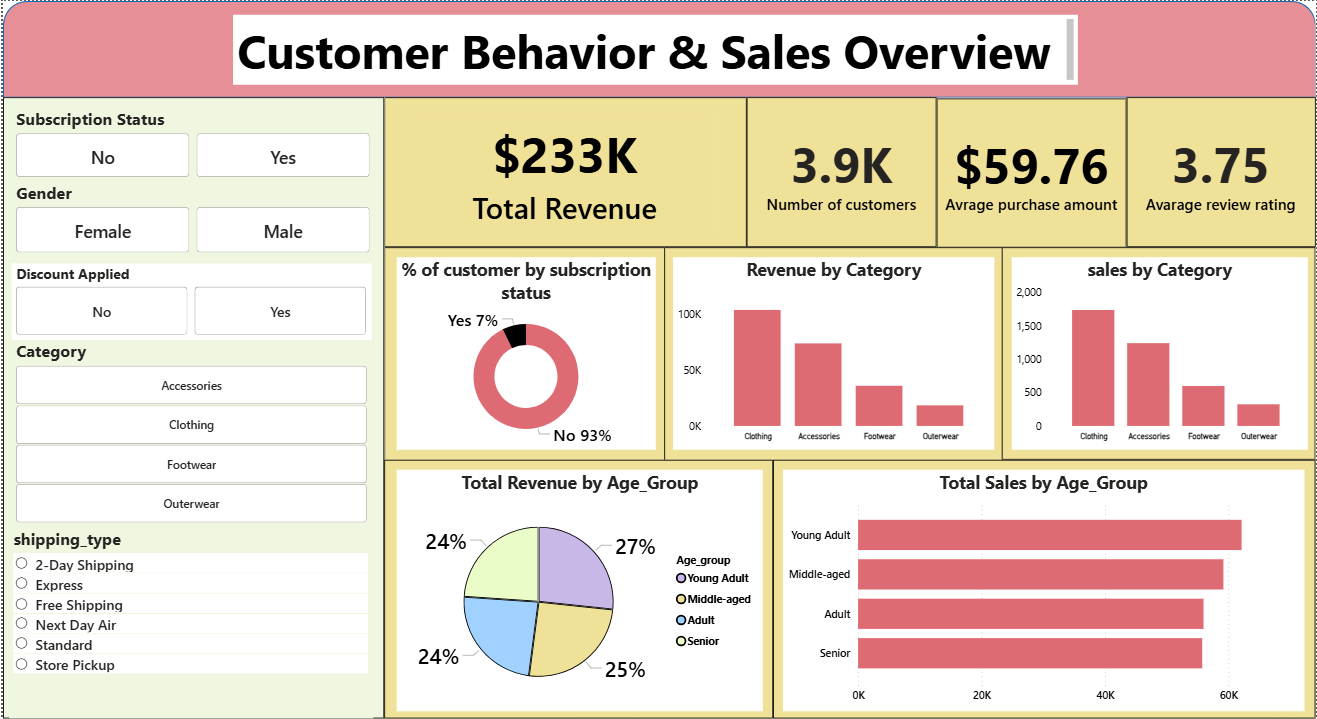 Customer Behavior & Sales Overview
Subscription Status
No
Yes
Gender
Female
Male
Discount Applied
No
Yes
Category
Accessories
Clothing
Footwear
Outerwear
shipping_type
2-Day Shipping
Express
Free Shipping
Next Day Air
Standard
Store Pickup
$233K
Total Revenue
3.9K
Number of customers
$59.76
Avrage purchase amount
3.75
Avarage review rating
% of customer by subscription
status
Yes 7%
No 93%
Revenue by Category
100K
50K
0K
Clothing
Accessories
Footwear
Outerwear
sales by Category
2,000
1,500
1,000
500
0
Clothing
Accessories
Footwear
Outerwear
Total Revenue by Age_Group
24%
27%
24%
25%
Age_group
Young Adult
Middle-aged
Adult
Senior
Total Sales by Age_Group
Young Adult
Middle-aged
Adult
Senior
0K
20K
40K
60K